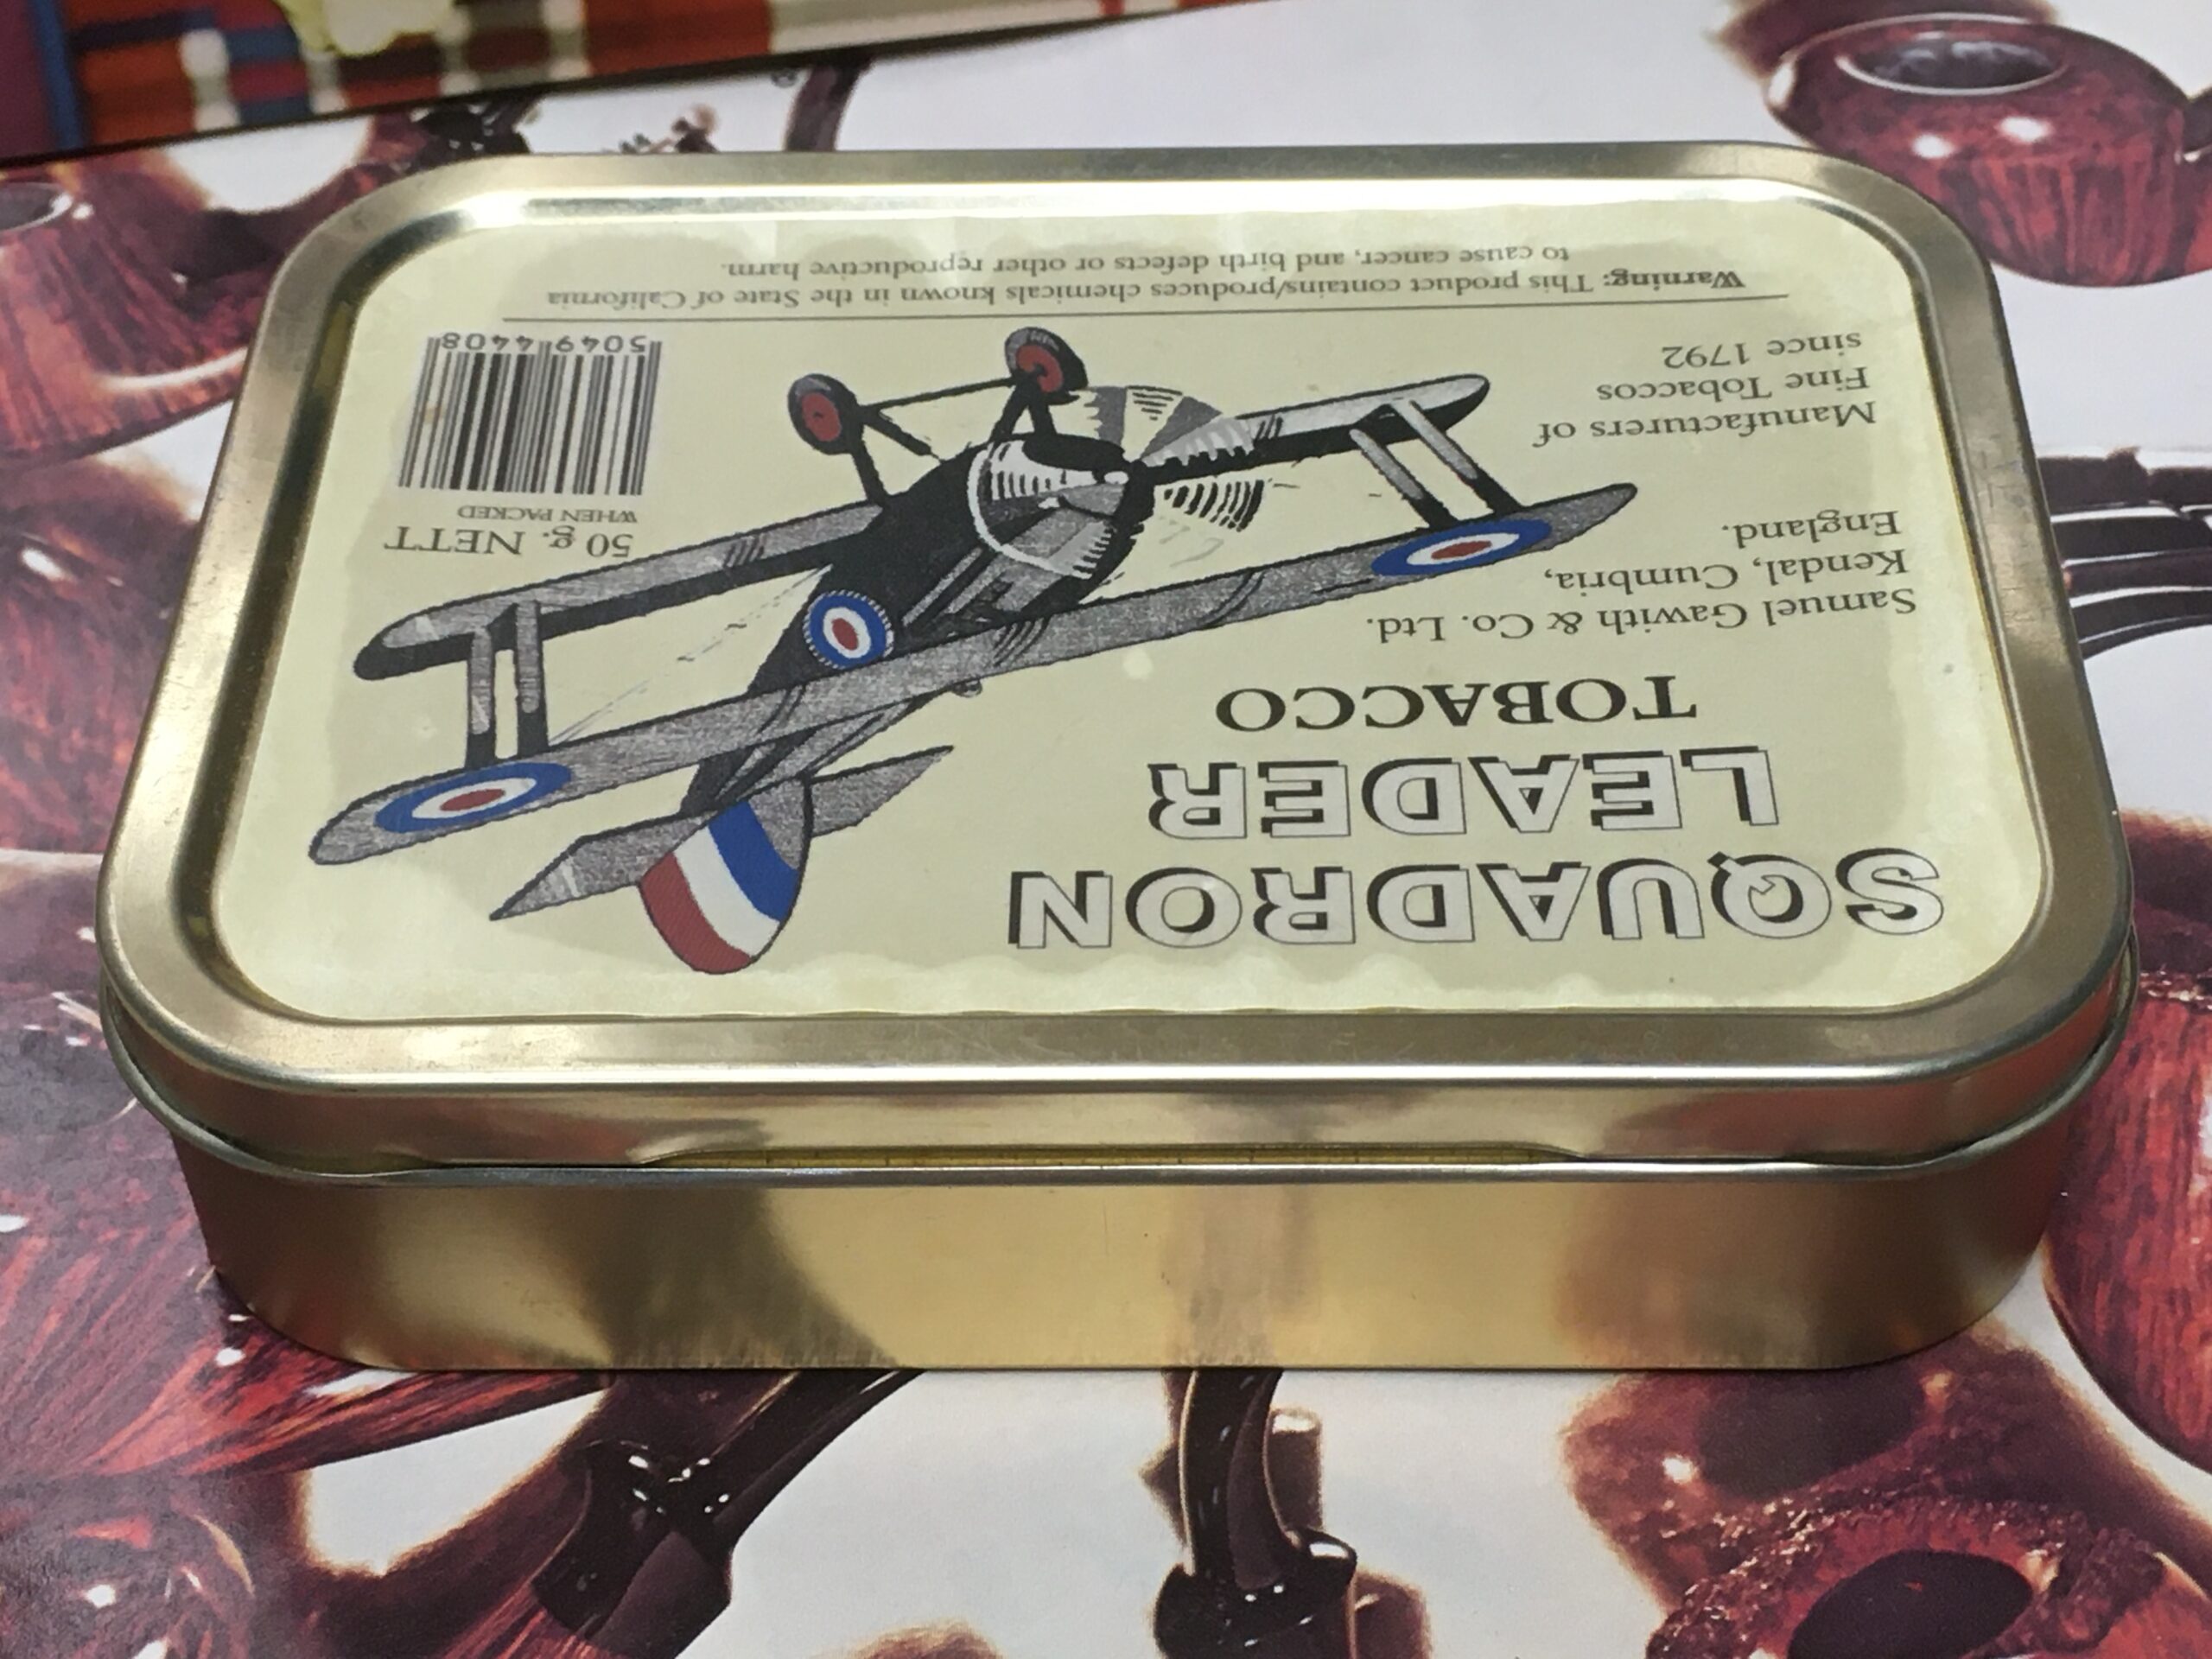 SQUADRON
LEADER
TOBACCO
Samuel Gawith & Co. Ltd.
Kendal, Cumbria,
England.
Manufacturers of
Fine Tobaccos
since 1792
50 g. NETT
WHEN PACKED
5049 4408
Warning: This product contains/produces chemicals known in the State of California
to cause cancer, and birth defects or other reproductive harm.